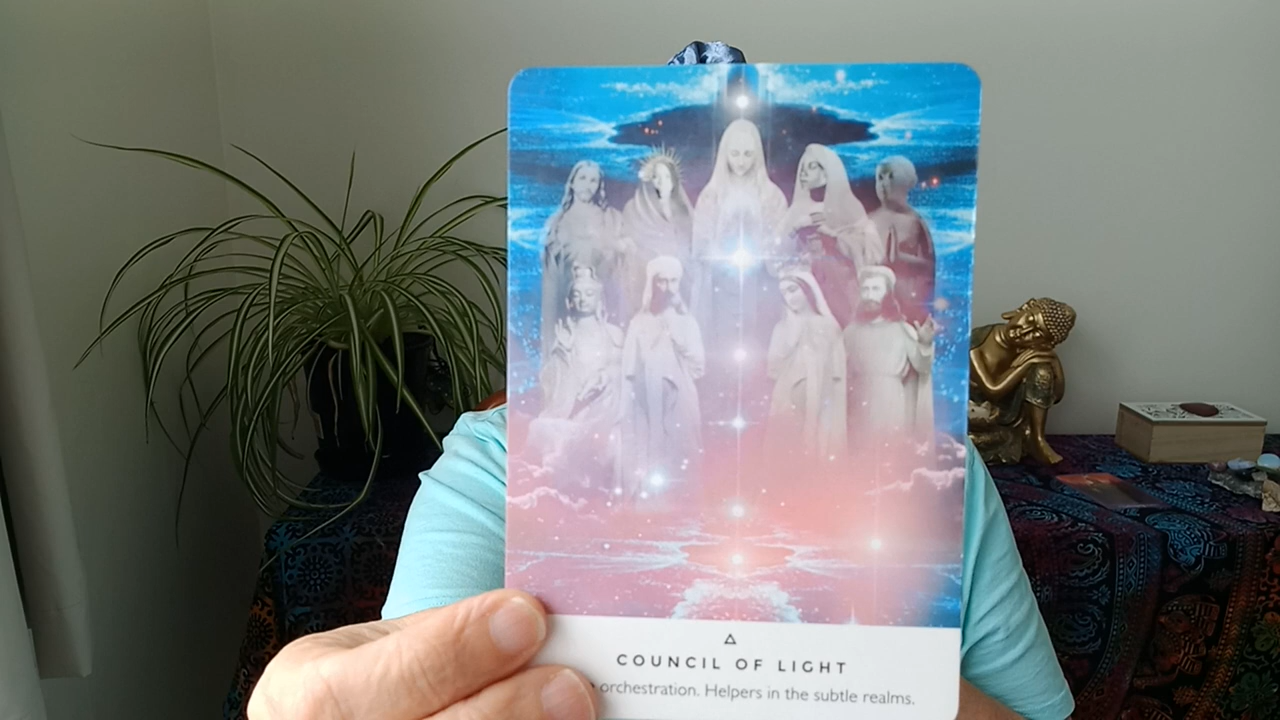 COUNCIL OF LIGHT
orchestration. Helpers in the subtle realms.